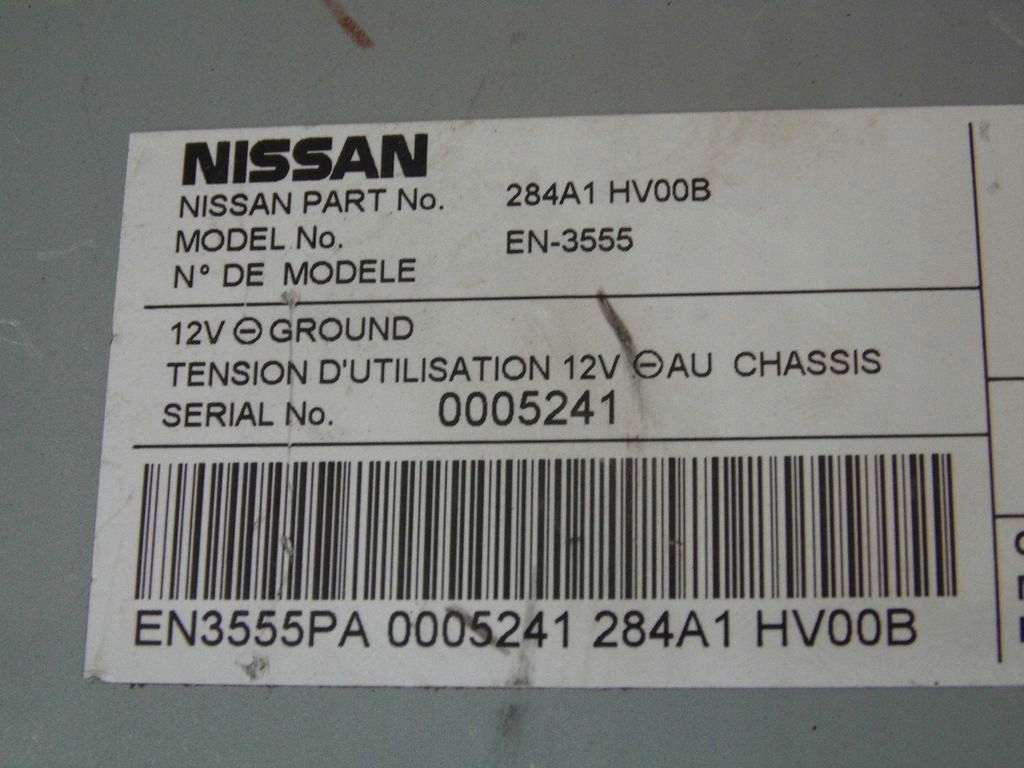 NISSAN
NISSAN PART No. 284A1 HV00B
MODEL No. EN-3555
N° DE MODELE
12V ⊖ GROUND
TENSION D'UTILISATION 12V ⊖ AU CHASSIS
SERIAL No. 0005241
EN3555PA 0005241 284A1 HV00B